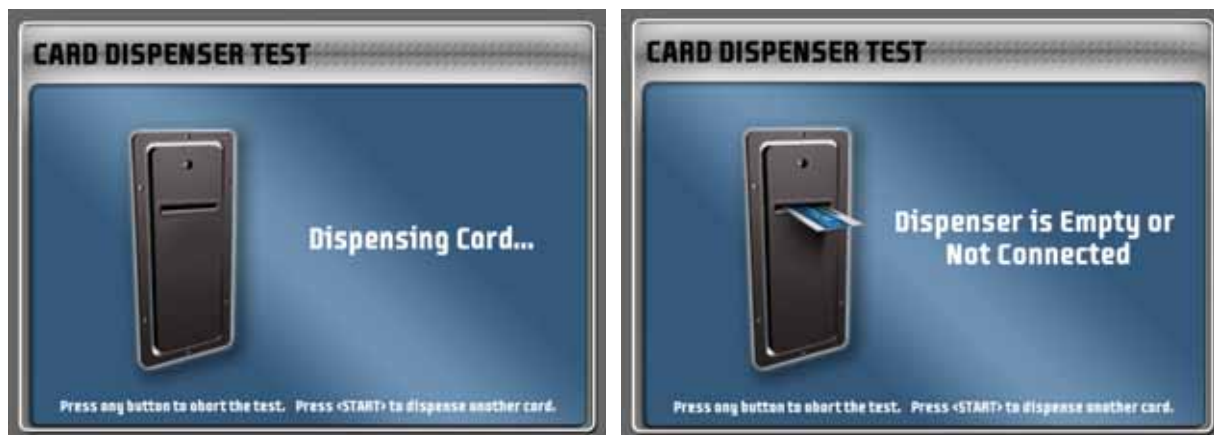 CARD DISPENSER TEST
Dispensing Card...
Press any button to abort the test. Press <START> to dispense another card.
CARD DISPENSER TEST
Dispenser is Empty or
Not Connected
Press any button to abort the test. Press <START> to dispense another card.